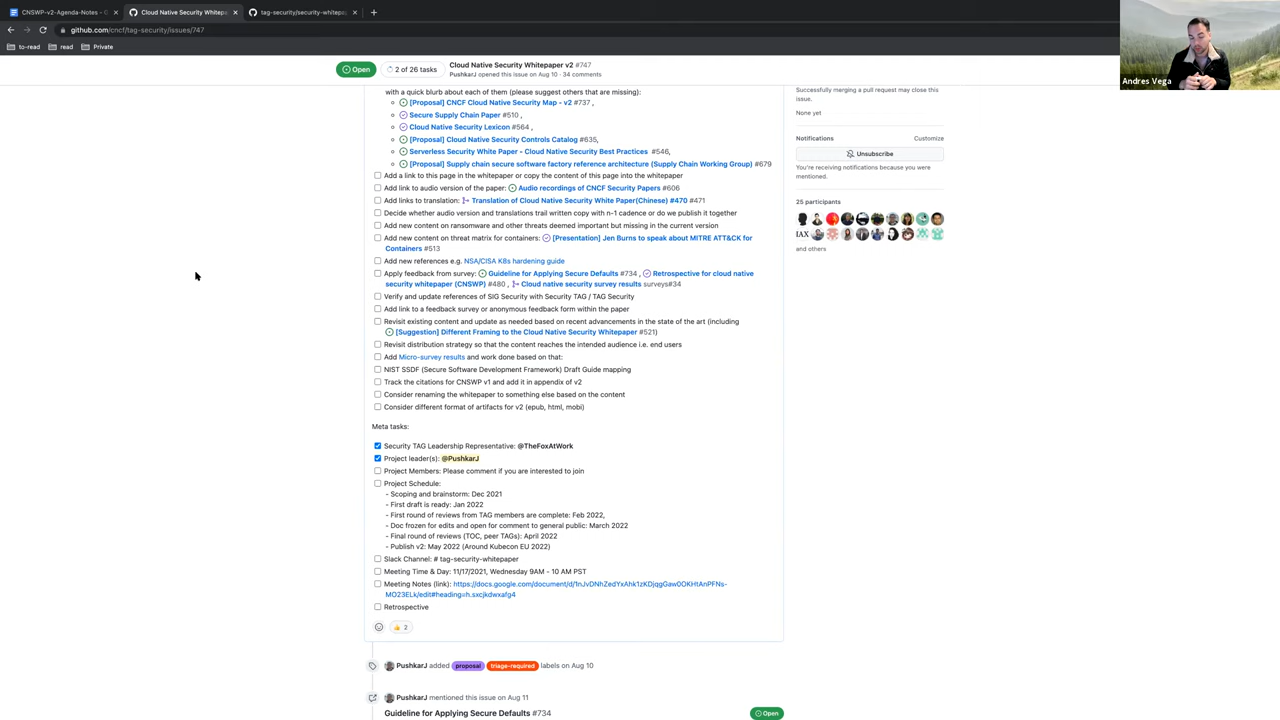 CNSWP-v2-Agenda-Notes -
Cloud Native Security Whitep
tag-security/security-whitepap
github.com/cncf/tag-security/issues/747
to-read
read
Private
Andres Vega
Open
2 of 26 tasks
Cloud Native Security Whitepaper v2 #747
PushkarJ opened this issue on Aug 10 · 34 comments
with a quick blurb about each of them (please suggest others that are missing):
[Proposal] CNCF Cloud Native Security Map - v2 #737 ,
Secure Supply Chain Paper #510 ,
Cloud Native Security Lexicon #564 ,
[Proposal] Cloud Native Security Controls Catalog #635,
Serverless Security White Paper - Cloud Native Security Best Practices #546,
[Proposal] Supply chain secure software factory reference architecture (Supply Chain Working Group) #679
Add a link to this page in the whitepaper or copy the content of this page into the whitepaper
Add link to audio version of the paper: Audio recordings of CNCF Security Papers #606
Add links to translation: Translation of Cloud Native Security White Paper(Chinese) #470 #471
Decide whether audio version and translations trail written copy with n-1 cadence or do we publish it together
Add new content on ransomware and other threats deemed important but missing in the current version
Add new content on threat matrix for containers: [Presentation] Jen Burns to speak about MITRE ATT&CK for
Containers #513
Add new references e.g. NSA/CISA K8s hardening guide
Apply feedback from survey: Guideline for Applying Secure Defaults #734 , Retrospective for cloud native
security whitepaper (CNSWP) #480 , Cloud native security survey results surveys#34
Verify and update references of SIG Security with Security TAG / TAG Security
Add link to a feedback survey or anonymous feedback form within the paper
Revisit existing content and update as needed based on recent advancements in the state of the art (including
[Suggestion] Different Framing to the Cloud Native Security Whitepaper #521)
Revisit distribution strategy so that the content reaches the intended audience i.e. end users
Add Micro-survey results and work done based on that:
NIST SSDF (Secure Software Development Framework) Draft Guide mapping
Track the citations for CNSWP v1 and add it in appendix of v2
Consider renaming the whitepaper to something else based on the content
Consider different format of artifacts for v2 (epub, html, mobi)
Meta tasks:
Security TAG Leadership Representative: @TheFoxAtWork
Project leader(s): @PushkarJ
Project Members: Please comment if you are interested to join
Project Schedule:
- Scoping and brainstorm: Dec 2021
- First draft is ready: Jan 2022
- First round of reviews from TAG members are complete: Feb 2022,
- Doc frozen for edits and open for comment to general public: March 2022
- Final round of reviews (TOC, peer TAGs): April 2022
- Publish v2: May 2022 (Around Kubecon EU 2022)
Slack Channel: # tag-security-whitepaper
Meeting Time & Day: 11/17/2021, Wednesday 9AM - 10 AM PST
Meeting Notes (link): https://docs.google.com/document/d/1nJvDNhZedYxAhk1zKDjqgGaw0OKHtAnPFNs-
MO23ELk/edit#heading=h.sxcjkdwxafg4
Retrospective
👍 2
PushkarJ added proposal triage-required labels on Aug 10
PushkarJ mentioned this issue on Aug 11
Guideline for Applying Secure Defaults #734
Open
Successfully merging a pull request may close this
issue.
None yet
Notifications
Customize
Unsubscribe
You're receiving notifications because you were
mentioned.
25 participants
IAX
and others